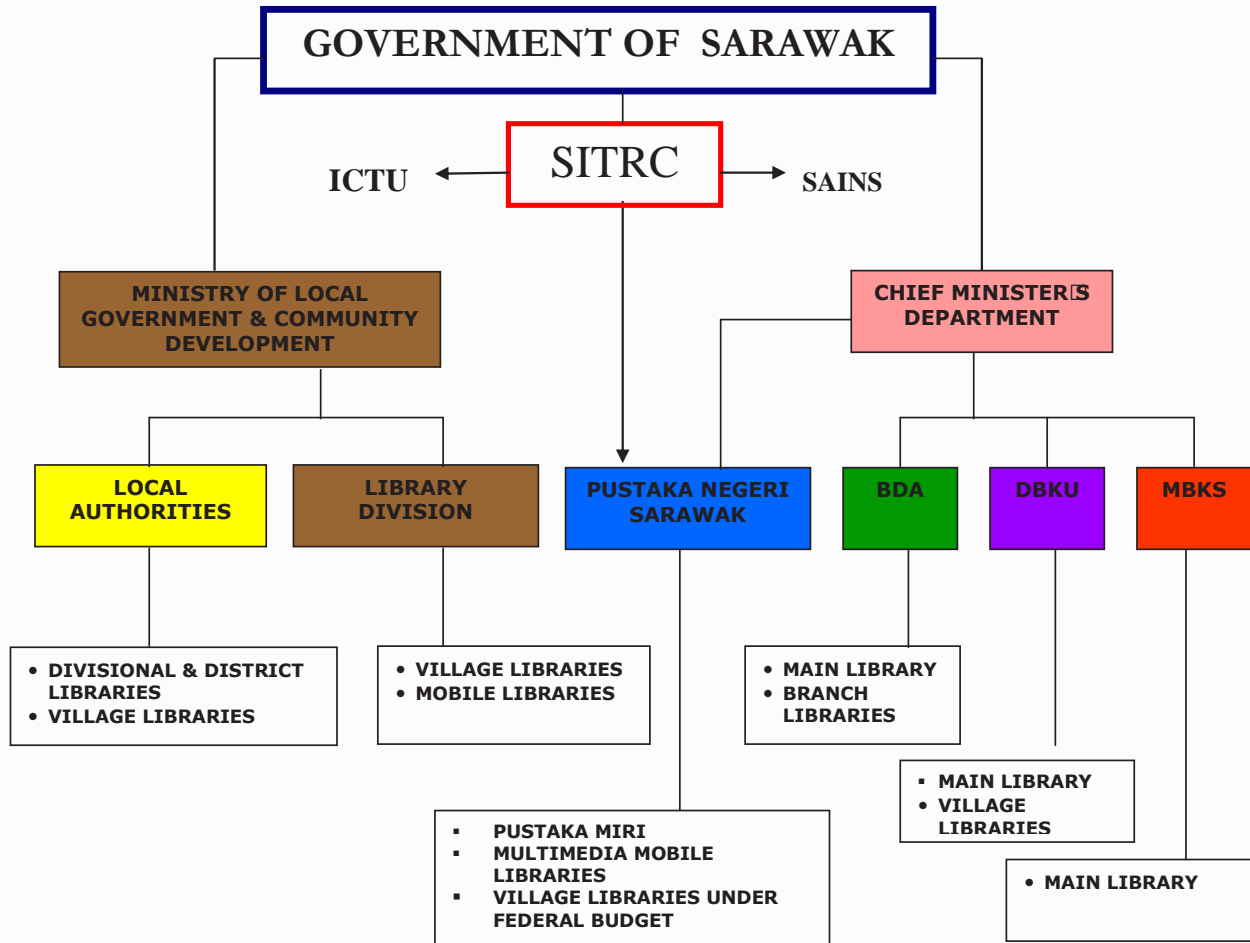 GOVERNMENT OF SARAWAK
SITRC
ICTU
SAINS
MINISTRY OF LOCAL
GOVERNMENT & COMMUNITY
DEVELOPMENT
CHIEF MINISTER S
DEPARTMENT
LOCAL
AUTHORITIES
LIBRARY
DIVISION
PUSTAKA NEGERI
SARAWAK
BDA
DBKU
MBKS
• DIVISIONAL & DISTRICT
LIBRARIES
• VILLAGE LIBRARIES
• VILLAGE LIBRARIES
• MOBILE LIBRARIES
• MAIN LIBRARY
• BRANCH
LIBRARIES
▪ MAIN LIBRARY
• VILLAGE
LIBRARIES
▪ PUSTAKA MIRI
▪ MULTIMEDIA MOBILE
LIBRARIES
▪ VILLAGE LIBRARIES UNDER
FEDERAL BUDGET
• MAIN LIBRARY